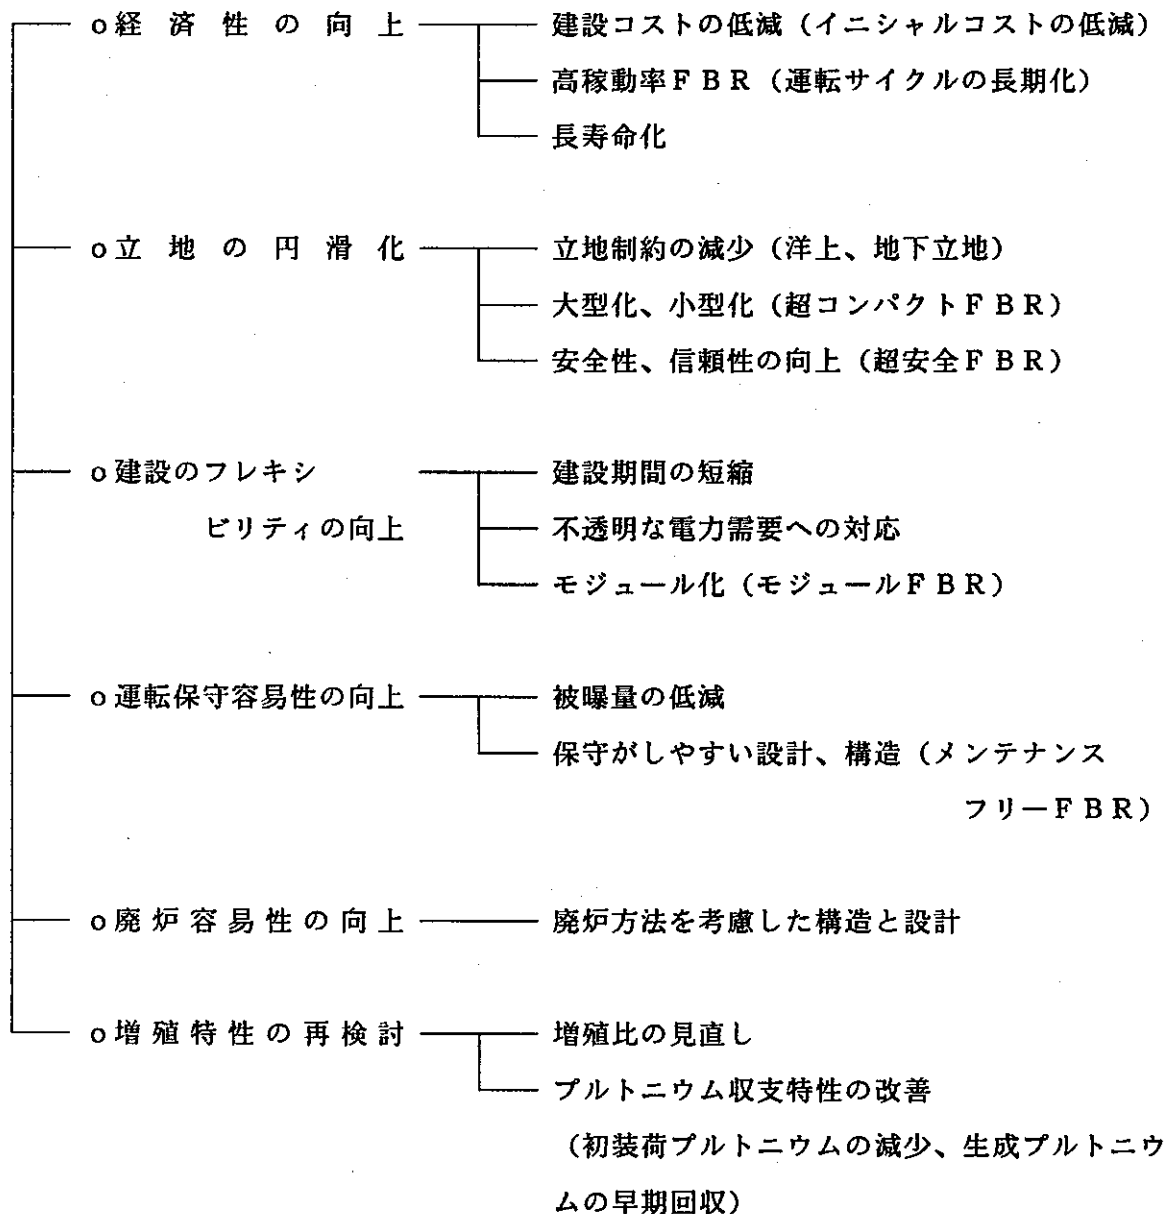 o経済性の向上
建設コストの低減（イニシャルコストの低減）
高稼動率ＦＢＲ（運転サイクルの長期化）
長寿命化
o立地の円滑化
立地制約の減少（洋上、地下立地）
大型化、小型化（超コンパクトＦＢＲ）
安全性、信頼性の向上（超安全ＦＢＲ）
o建設のフレキシ
ビリティの向上
建設期間の短縮
不透明な電力需要への対応
モジュール化（モジュールＦＢＲ）
o運転保守容易性の向上
被曝量の低減
保守がしやすい設計、構造（メンテナンス
フリーＦＢＲ）
o廃炉容易性の向上
廃炉方法を考慮した構造と設計
o増殖特性の再検討
増殖比の見直し
プルトニウム収支特性の改善
（初装荷プルトニウムの減少、生成プルトニウ
ムの早期回収）